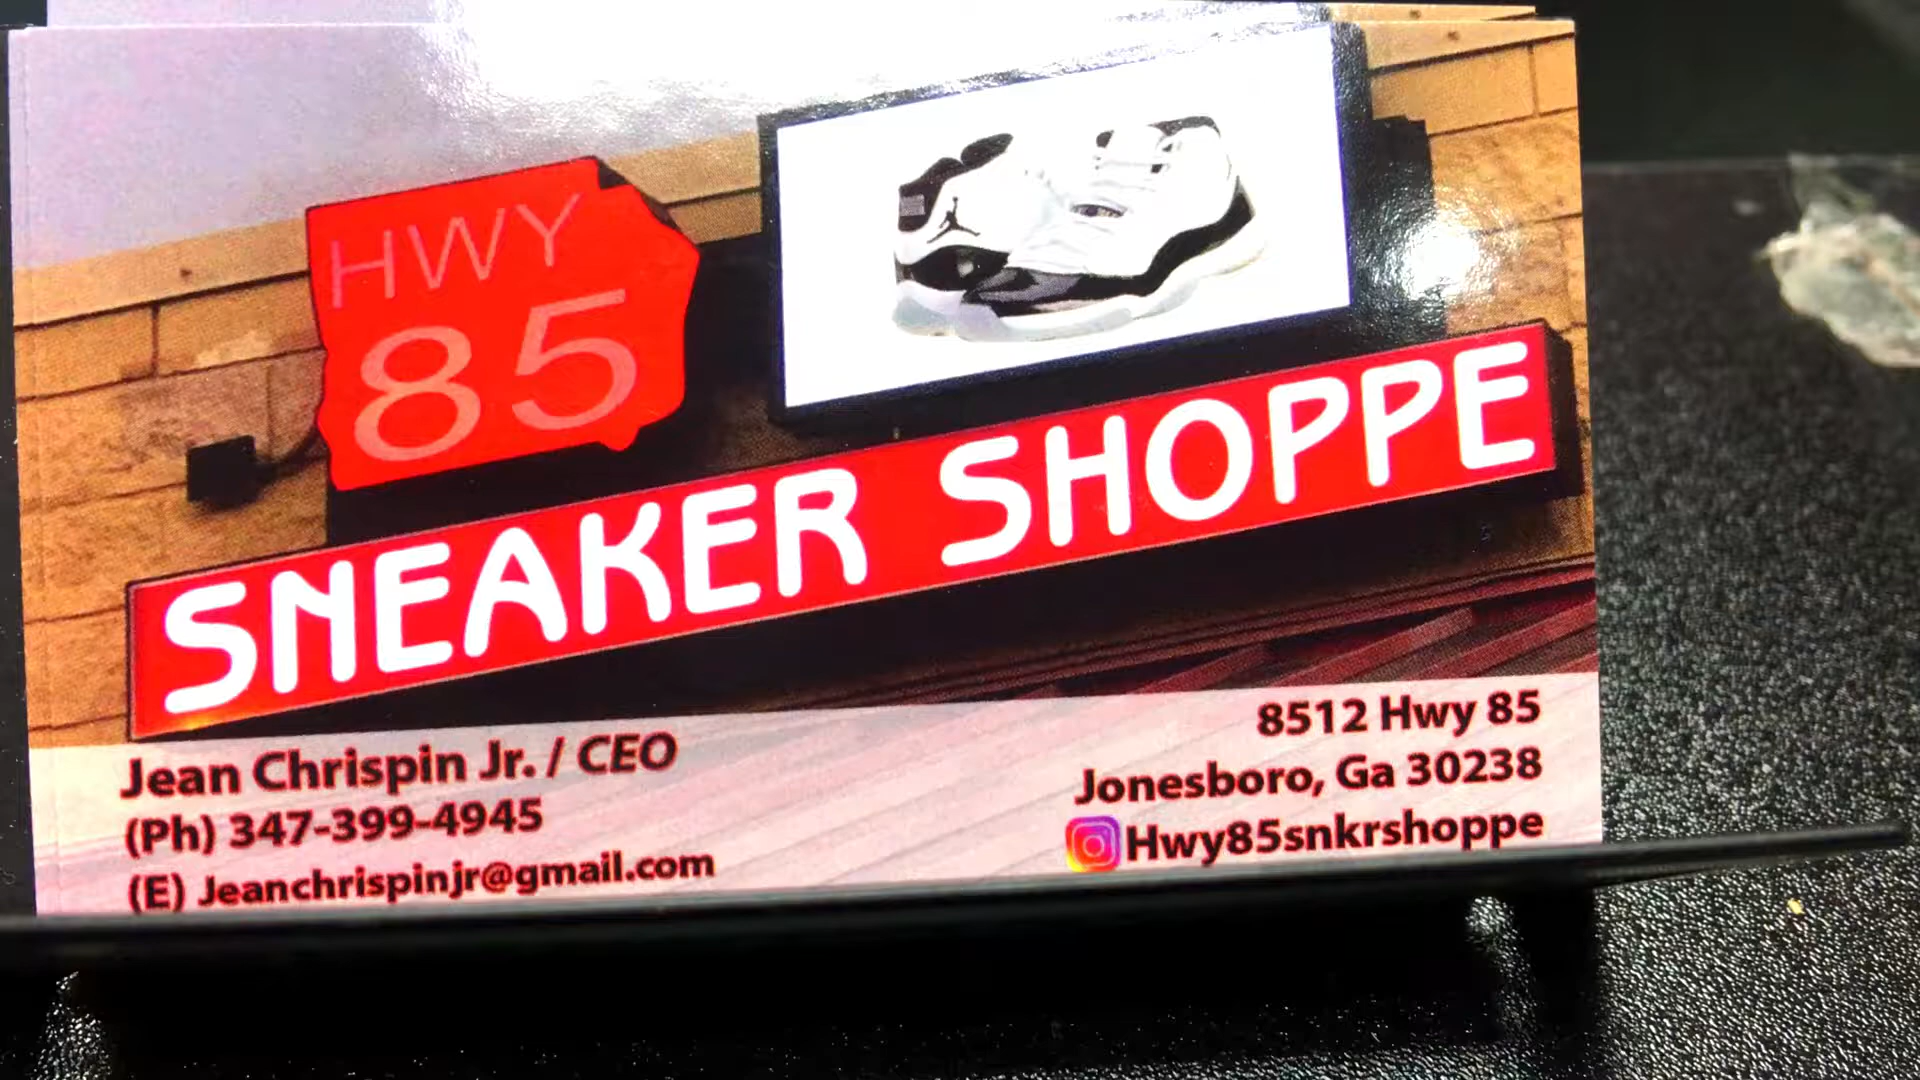 HWY
85
SNEAKER SHOPPE
Jean Chrispin Jr. / CEO
(Ph) 347-399-4945
(E) Jeanchrispinjr@gmail.com
8512 Hwy 85
Jonesboro, Ga 30238
Hwy85snkrshoppe